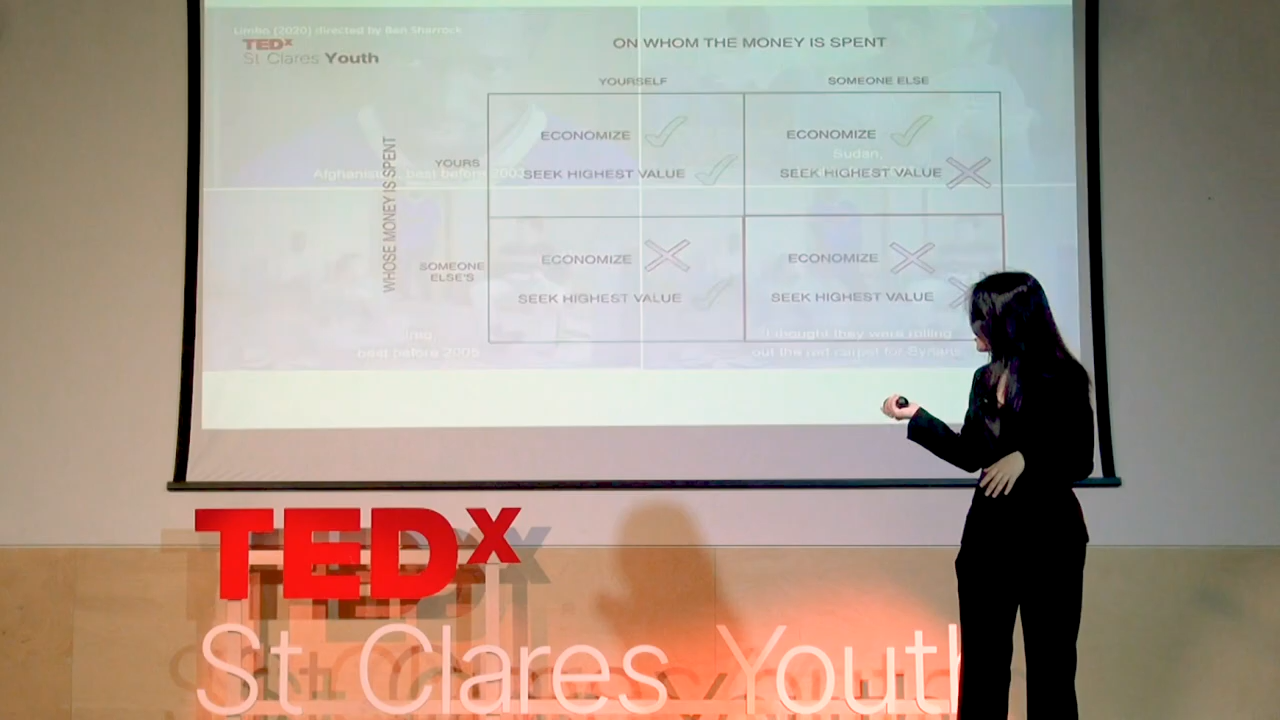 Limbo (2020) directed by Ben Sharrock
TEDx
St Clares Youth
ON WHOM THE MONEY IS SPENT
YOURSELF
SOMEONE ELSE
WHOSE MONEY IS SPENT
YOURS
ECONOMIZE
SEEK HIGHEST VALUE
ECONOMIZE
Sudan,
SEEK HIGHEST VALUE
Afghanistan, best before 2003
SOMEONE
ELSE'S
ECONOMIZE
SEEK HIGHEST VALUE
ECONOMIZE
SEEK HIGHEST VALUE
best before 2005
I thought they were rolling
out the red carpet for Syrians
TEDx
St Clares Youth